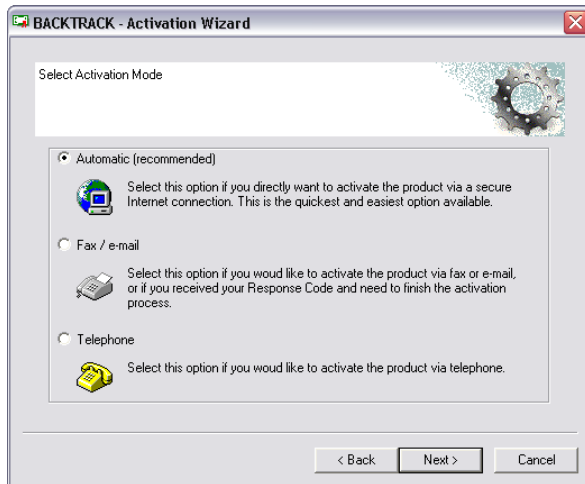 BACKTRACK - Activation Wizard
Select Activation Mode
Automatic (recommended)
Select this option if you directly want to activate the product via a secure
Internet connection. This is the quickest and easiest option available.
Fax / e-mail
Select this option if you woud like to activate the product via fax or e-mail,
or if you received your Response Code and need to finish the activation
process.
Telephone
Select this option if you woud like to activate the product via telephone.
< Back
Next >
Cancel